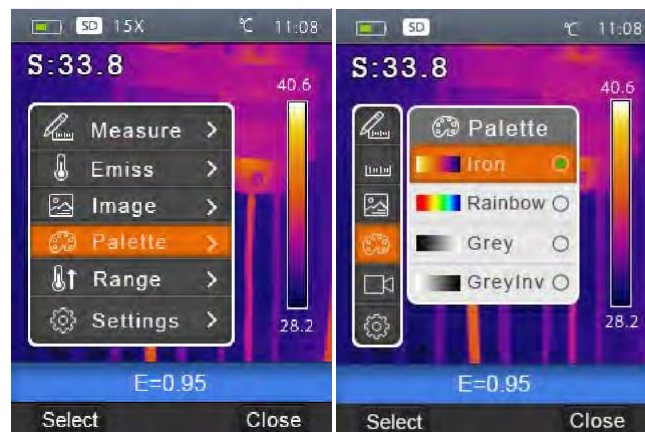 SD 15X °C 11:08
S:33.8
40.6
Measure
Emiss
Image
Palette
Range
Settings
28.2
E=0.95
Select Close
SD °C 11:08
S:33.8
40.6
Palette
Iron
Rainbow
Grey
GreyInv
28.2
E=0.95
Select Close